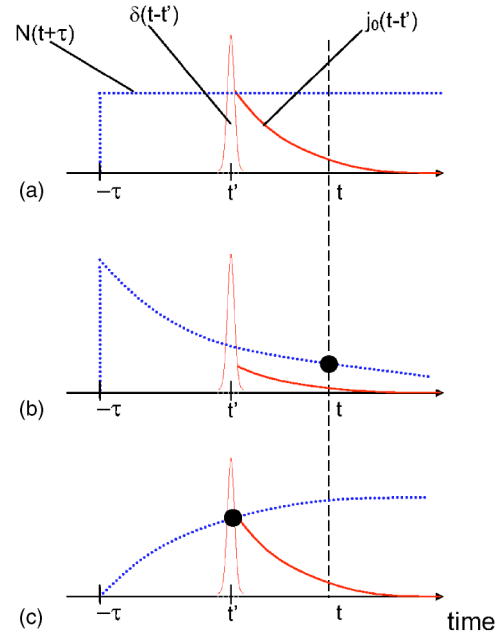 δ(t-t') j₀(t-t')
N(t+τ)
(a) −τ t' t
(b) −τ t' t
(c) −τ t' t time